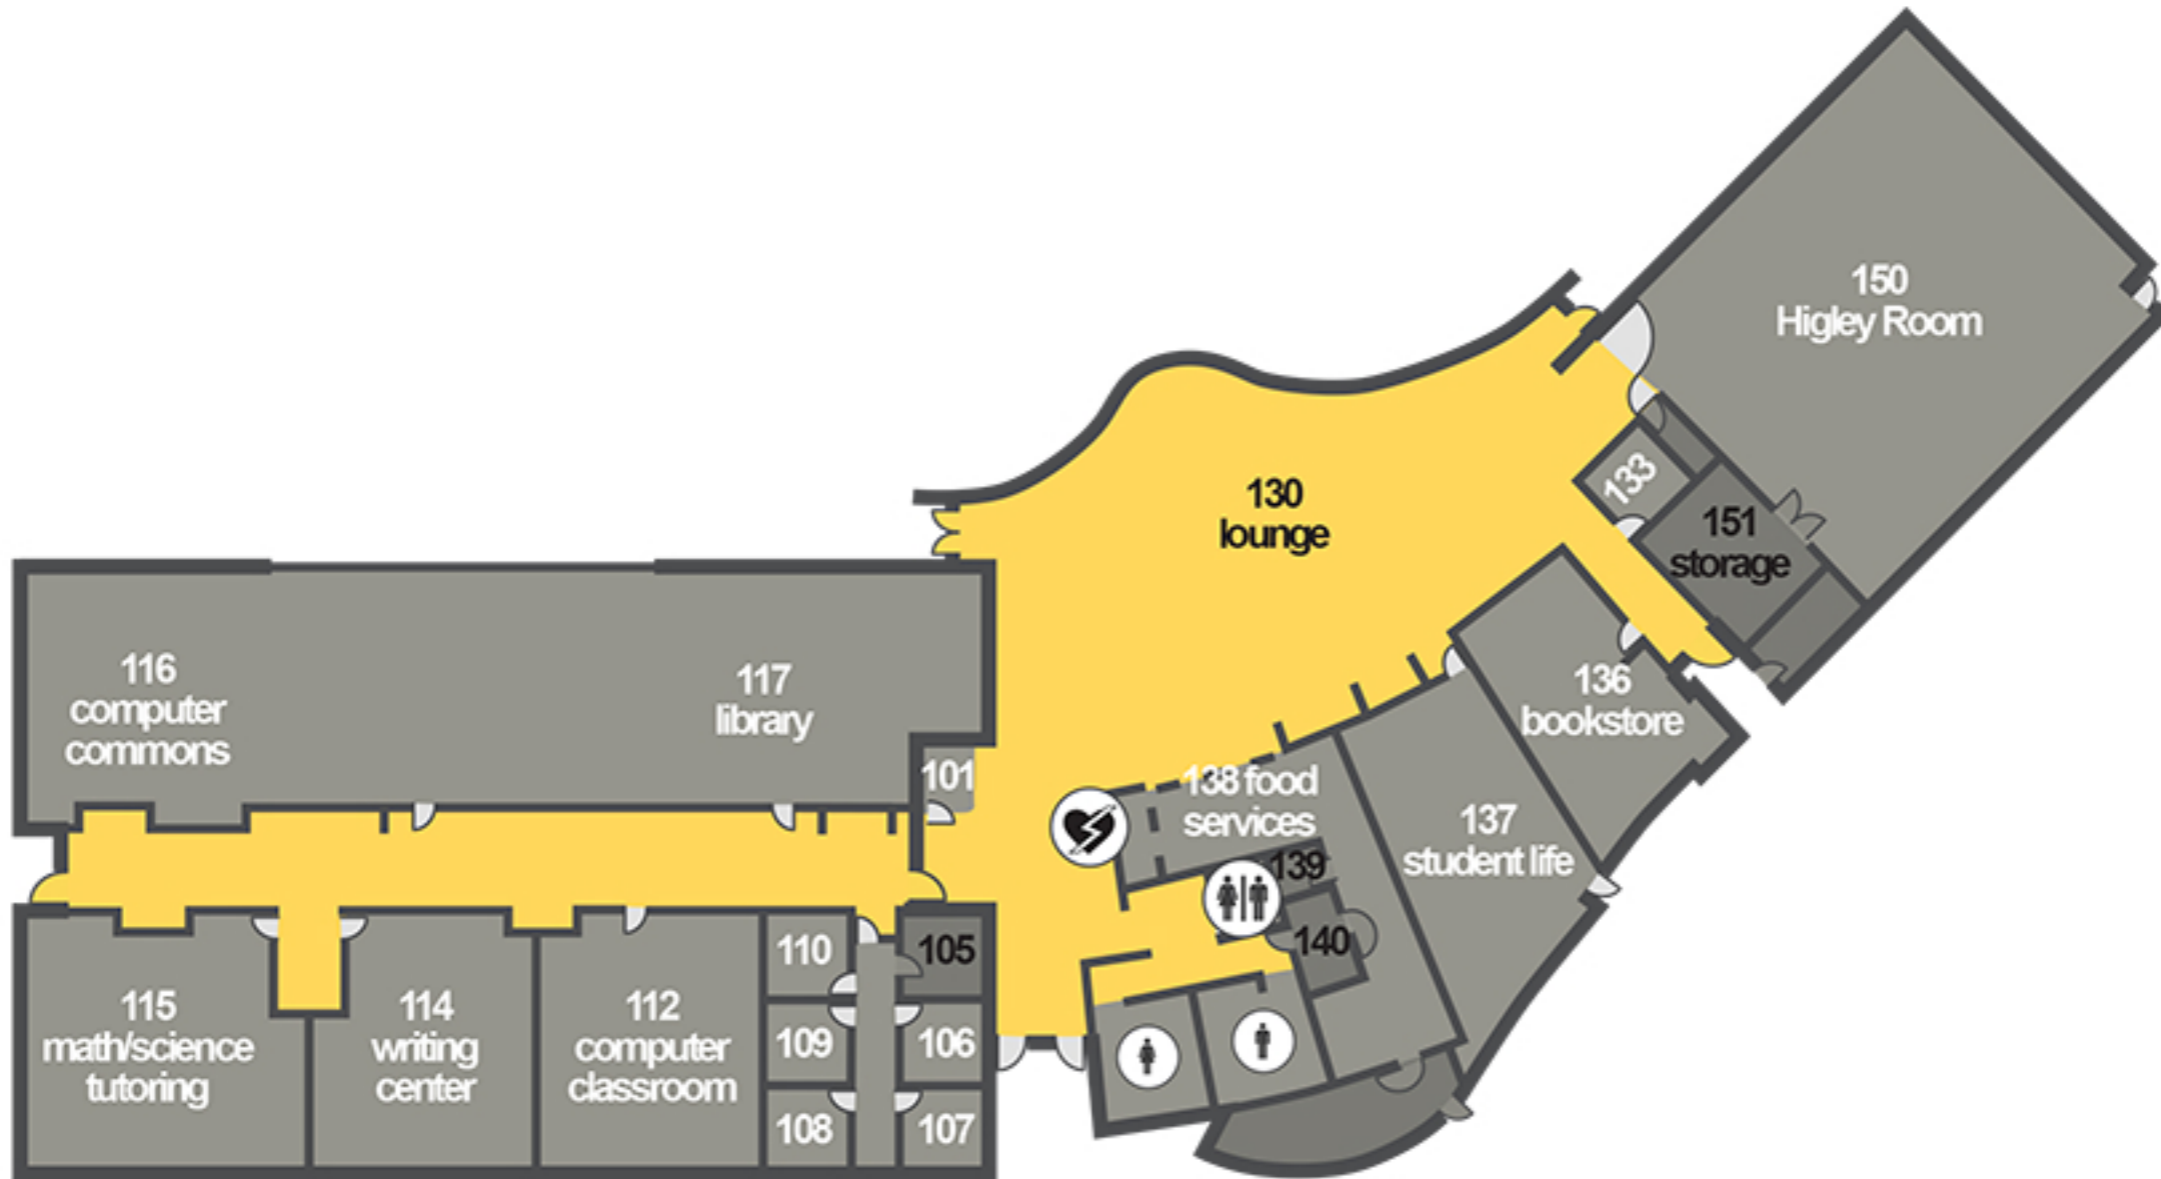 150
Higley Room
133
151
storage
130
lounge
116
computer
commons
117
library
101
136
bookstore
138 food
services
137
student life
139
140
115
math/science
tutoring
114
writing
center
112
computer
classroom
110
109
108
105
106
107